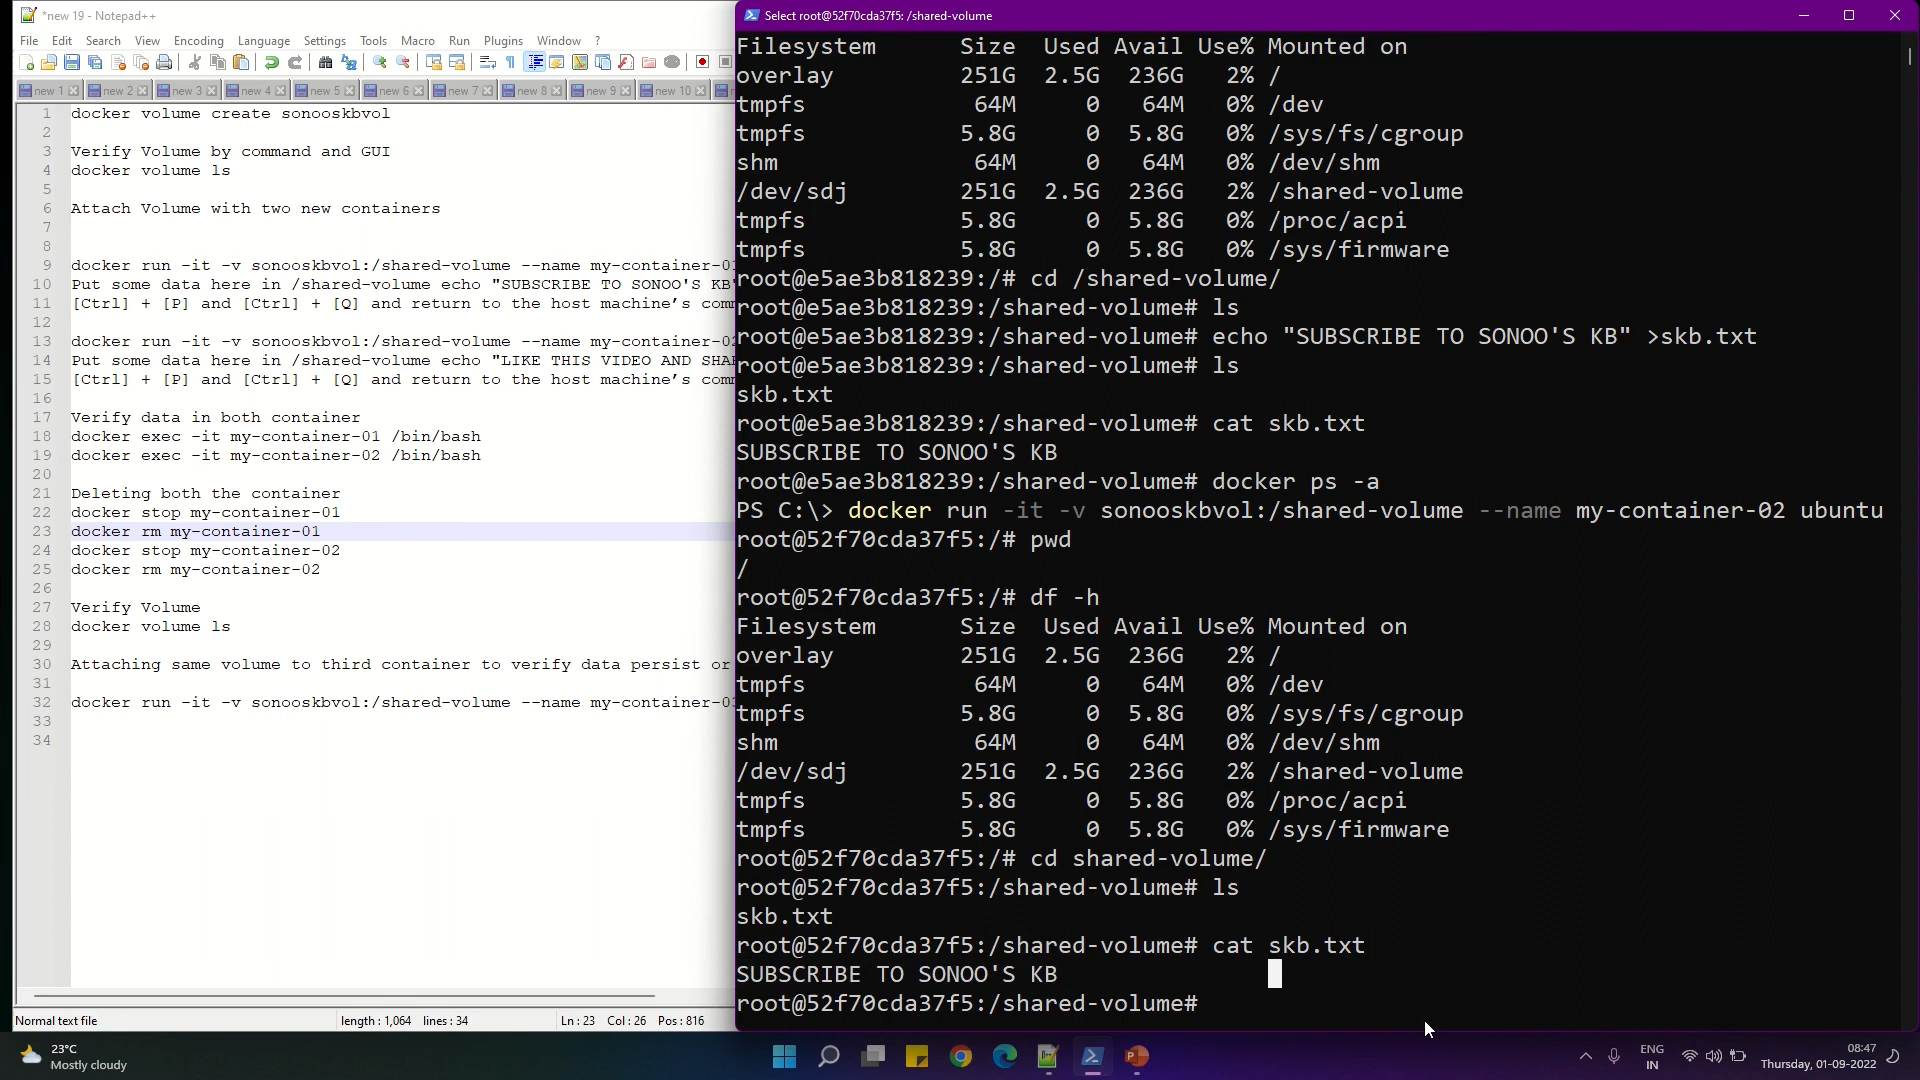 *new 19 - Notepad++
File Edit Search View Encoding Language Settings Tools Macro Run Plugins Window ?
new 1 new 2 new 3 new 4 new 5 new 6 new 7 new 8 new 9 new 10
1 docker volume create sonooskbvol
2
3 Verify Volume by command and GUI
4 docker volume ls
5
6 Attach Volume with two new containers
7
8
9 docker run -it -v sonooskbvol:/shared-volume --name my-container-01
10 Put some data here in /shared-volume echo "SUBSCRIBE TO SONOO'S KB"
11 [Ctrl] + [P] and [Ctrl] + [Q] and return to the host machine’s com
12
13 docker run -it -v sonooskbvol:/shared-volume --name my-container-02
14 Put some data here in /shared-volume echo "LIKE THIS VIDEO AND SHA
15 [Ctrl] + [P] and [Ctrl] + [Q] and return to the host machine’s com
16
17 Verify data in both container
18 docker exec -it my-container-01 /bin/bash
19 docker exec -it my-container-02 /bin/bash
20
21 Deleting both the container
22 docker stop my-container-01
23 docker rm my-container-01
24 docker stop my-container-02
25 docker rm my-container-02
26
27 Verify Volume
28 docker volume ls
29
30 Attaching same volume to third container to verify data persist or
31
32 docker run -it -v sonooskbvol:/shared-volume --name my-container-03
33
34
Normal text file length : 1,064 lines : 34 Ln : 23 Col : 26 Pos : 816
Select root@52f70cda37f5: /shared-volume
Filesystem Size Used Avail Use% Mounted on
overlay 251G 2.5G 236G 2% /
tmpfs 64M 0 64M 0% /dev
tmpfs 5.8G 0 5.8G 0% /sys/fs/cgroup
shm 64M 0 64M 0% /dev/shm
/dev/sdj 251G 2.5G 236G 2% /shared-volume
tmpfs 5.8G 0 5.8G 0% /proc/acpi
tmpfs 5.8G 0 5.8G 0% /sys/firmware
root@e5ae3b818239:/# cd /shared-volume/
root@e5ae3b818239:/shared-volume# ls
root@e5ae3b818239:/shared-volume# echo "SUBSCRIBE TO SONOO'S KB" >skb.txt
root@e5ae3b818239:/shared-volume# ls
skb.txt
root@e5ae3b818239:/shared-volume# cat skb.txt
SUBSCRIBE TO SONOO'S KB
root@e5ae3b818239:/shared-volume# docker ps -a
PS C:\> docker run -it -v sonooskbvol:/shared-volume --name my-container-02 ubuntu
root@52f70cda37f5:/# pwd
/
root@52f70cda37f5:/# df -h
Filesystem Size Used Avail Use% Mounted on
overlay 251G 2.5G 236G 2% /
tmpfs 64M 0 64M 0% /dev
tmpfs 5.8G 0 5.8G 0% /sys/fs/cgroup
shm 64M 0 64M 0% /dev/shm
/dev/sdj 251G 2.5G 236G 2% /shared-volume
tmpfs 5.8G 0 5.8G 0% /proc/acpi
tmpfs 5.8G 0 5.8G 0% /sys/firmware
root@52f70cda37f5:/# cd shared-volume/
root@52f70cda37f5:/shared-volume# ls
skb.txt
root@52f70cda37f5:/shared-volume# cat skb.txt
SUBSCRIBE TO SONOO'S KB
root@52f70cda37f5:/shared-volume#
23°C
Mostly cloudy
ENG
IN
08:47
Thursday, 01-09-2022